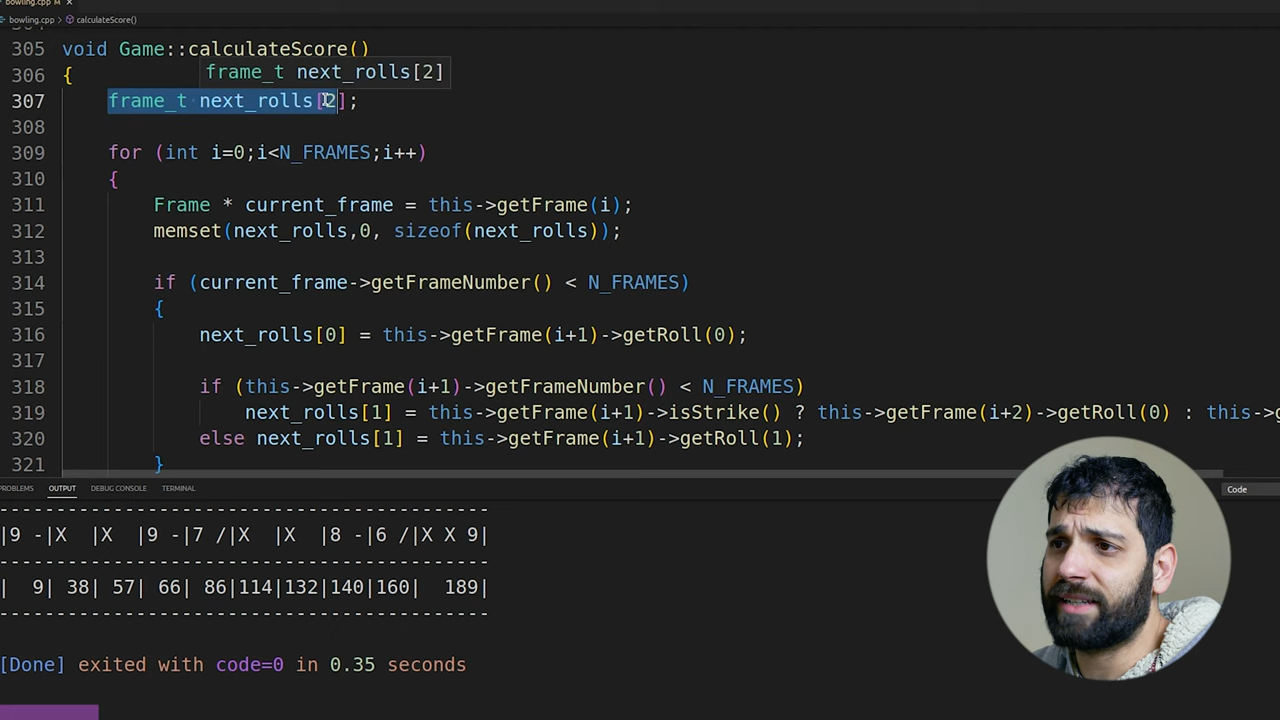 bowling.cpp M ×
bowling.cpp > calculateScore()
305 void Game::calculateScore()
frame_t next_rolls[2]
306 {
307 frame_t next_rolls[2];
308
309 for (int i=0;i<N_FRAMES;i++)
310 {
311 Frame * current_frame = this->getFrame(i);
312 memset(next_rolls,0, sizeof(next_rolls));
313
314 if (current_frame->getFrameNumber() < N_FRAMES)
315 {
316 next_rolls[0] = this->getFrame(i+1)->getRoll(0);
317
318 if (this->getFrame(i+1)->getFrameNumber() < N_FRAMES)
319 next_rolls[1] = this->getFrame(i+1)->isStrike() ? this->getFrame(i+2)->getRoll(0) : this->g
320 else next_rolls[1] = this->getFrame(i+1)->getRoll(1);
321 }
PROBLEMS OUTPUT DEBUG CONSOLE TERMINAL Code
-------------------------------------------
|9 -|X |X |9 -|7 /|X |X |8 -|6 /|X X 9|
-------------------------------------------
| 9| 38| 57| 66| 86|114|132|140|160| 189|
-------------------------------------------
[Done] exited with code=0 in 0.35 seconds